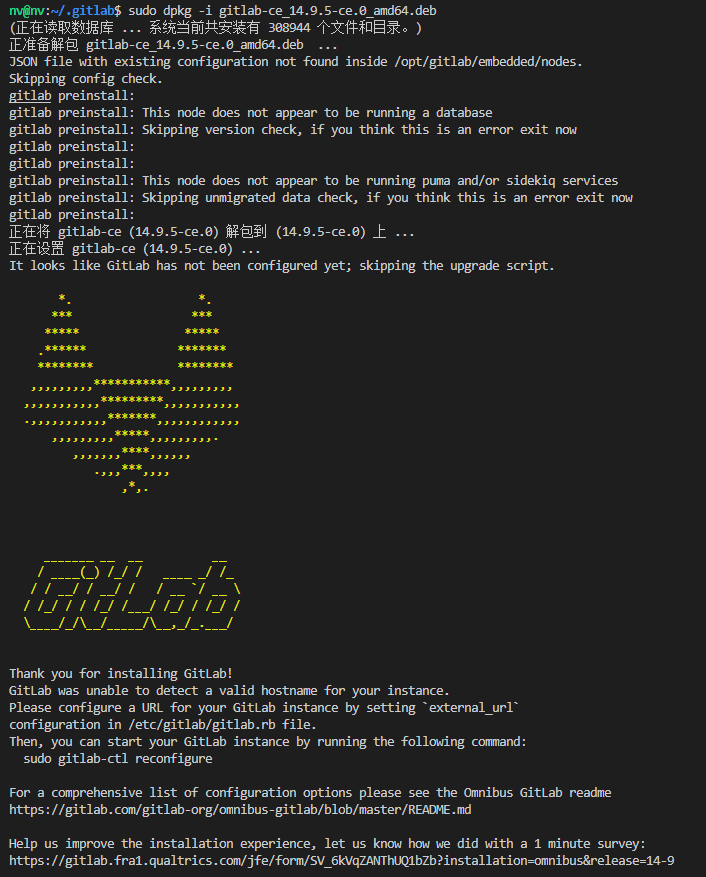 nv@nv:~/.gitlab$ sudo dpkg -i gitlab-ce_14.9.5-ce.0_amd64.deb
(正在读取数据库 ... 系统当前共安装有 308944 个文件和目录。)
正准备解包 gitlab-ce_14.9.5-ce.0_amd64.deb  ...
JSON file with existing configuration not found inside /opt/gitlab/embedded/nodes.
Skipping config check.
gitlab preinstall:
gitlab preinstall: This node does not appear to be running a database
gitlab preinstall: Skipping version check, if you think this is an error exit now
gitlab preinstall:
gitlab preinstall:
gitlab preinstall: This node does not appear to be running puma and/or sidekiq services
gitlab preinstall: Skipping unmigrated data check, if you think this is an error exit now
gitlab preinstall:
正在将 gitlab-ce (14.9.5-ce.0) 解包到 (14.9.5-ce.0) 上 ...
正在设置 gitlab-ce (14.9.5-ce.0) ...
It looks like GitLab has not been configured yet; skipping the upgrade script.

       *.                  *.
      ***                 ***
     *****               *****
    .******             *******
    ********            ********
   ,,,,,,,,,***********,,,,,,,,,
  ,,,,,,,,,,,*********,,,,,,,,,,,
  .,,,,,,,,,,,*******,,,,,,,,,,,,
      ,,,,,,,,,*****,,,,,,,,,.
         ,,,,,,,****,,,,,,
            .,,,***,,,,
                ,*,.

     _______ __  __          __
    / ____(_) /_/ /   ____ _/ /_
   / / __/ / __/ /   / __ `/ __ \
  / /_/ / / /_/ /___/ /_/ / /_/ /
  \____/_/\__/_____/\__,_/_.___/

Thank you for installing GitLab!
GitLab was unable to detect a valid hostname for your instance.
Please configure a URL for your GitLab instance by setting `external_url`
configuration in /etc/gitlab/gitlab.rb file.
Then, you can start your GitLab instance by running the following command:
  sudo gitlab-ctl reconfigure

For a comprehensive list of configuration options please see the Omnibus GitLab readme
https://gitlab.com/gitlab-org/omnibus-gitlab/blob/master/README.md

Help us improve the installation experience, let us know how we did with a 1 minute survey:
https://gitlab.fra1.qualtrics.com/jfe/form/SV_6kVqZANThUQ1bZb?installation=omnibus&release=14-9